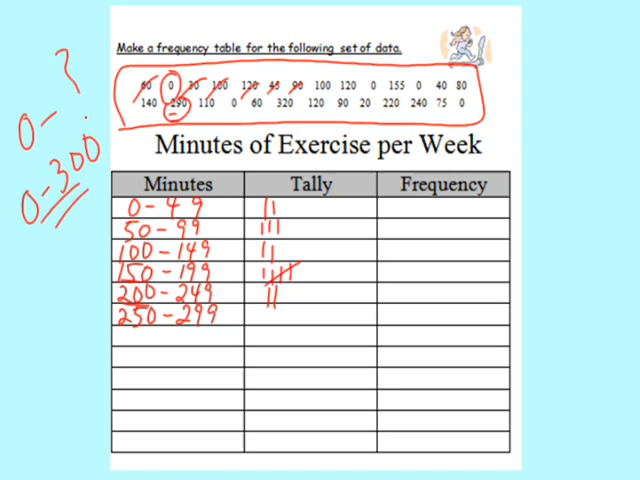 Make a frequency table for the following set of data.
60 0 30 100 120 45 90 100 120 0 155 0 40 80
140 290 110 0 60 320 120 90 20 220 240 75 0
0 - ?
0 - 300
Minutes of Exercise per Week
Minutes Tally Frequency
0 - 49
50 - 99
100 - 149
150 - 199
200 - 249
250 - 299